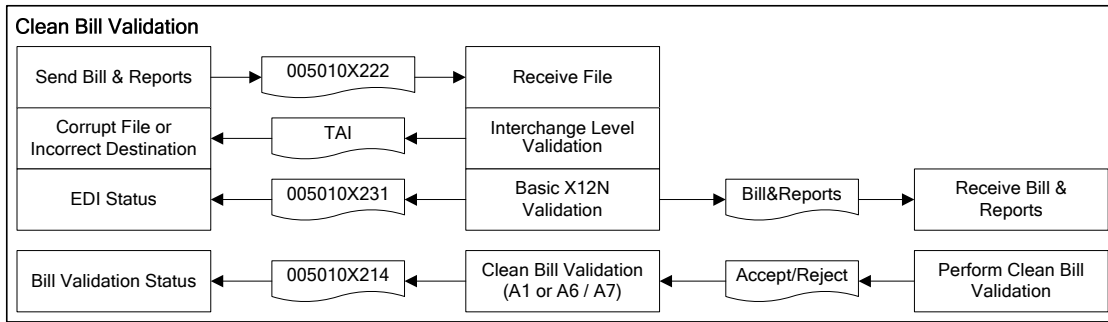 Clean Bill Validation
Send Bill & Reports
005010X222
Receive File
Corrupt File or
Incorrect Destination
TAI
Interchange Level
Validation
EDI Status
005010X231
Basic X12N
Validation
Bill&Reports
Receive Bill &
Reports
Bill Validation Status
005010X214
Clean Bill Validation
(A1 or A6 / A7)
Accept/Reject
Perform Clean Bill
Validation